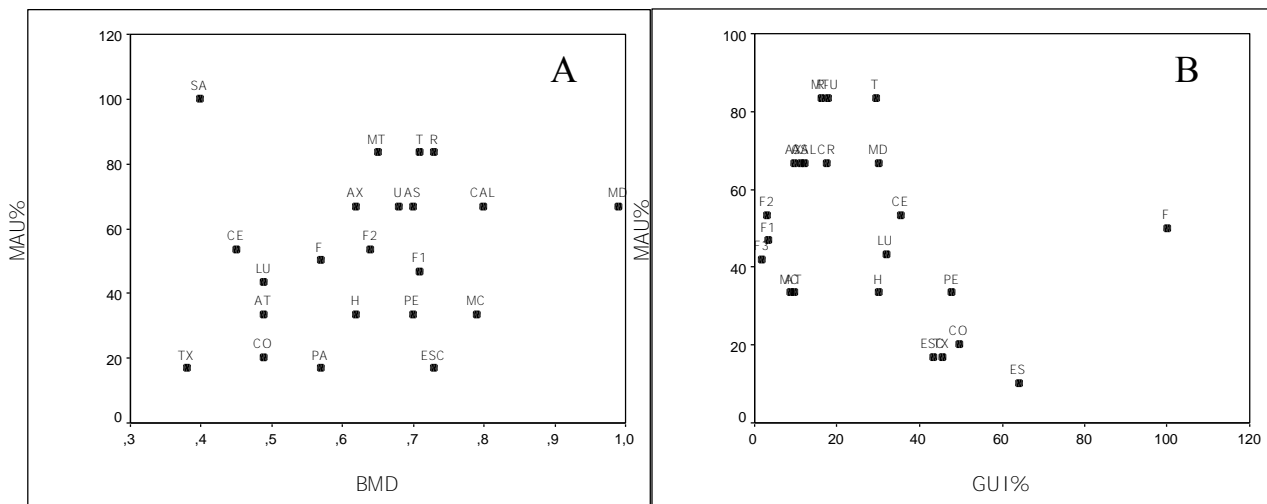 A
120
100
80
60
40
20
0
MAU%
SA
MT T R
AX U AS CAL MD
CE F F2 F1
LU
AT H PE MC
TX CO PA ESC
,3 ,4 ,5 ,6 ,7 ,8 ,9 1,0
BMD
B
100
80
60
40
20
0
MAU%
U T
CR MD
F2 CE F
F1
F3 LU
H PE
CO
ES
0 20 40 60 80 100 120
GUI%